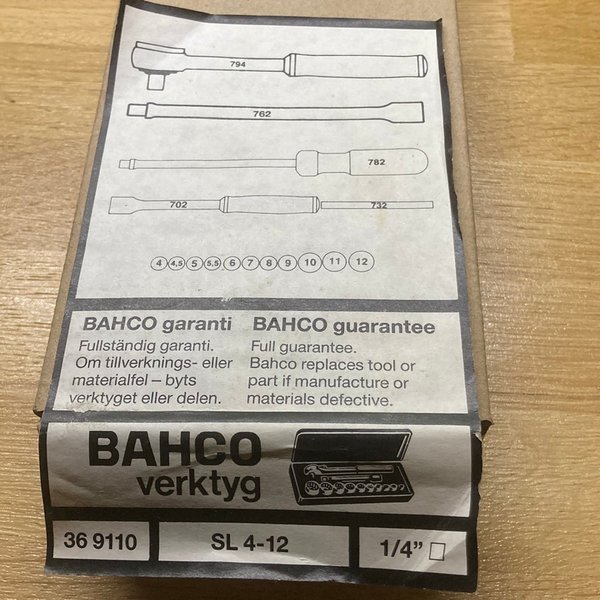 794
762
782
702 732
4 4,5 5 5,5 6 7 8 9 10 11 12
BAHCO garanti
Fullständig garanti.
Om tillverknings- eller
materialfel – byts
verktyget eller delen.
BAHCO guarantee
Full guarantee.
Bahco replaces tool or
part if manufacture or
materials defective.
BAHCO
verktyg
36 9110 SL 4-12 1/4”